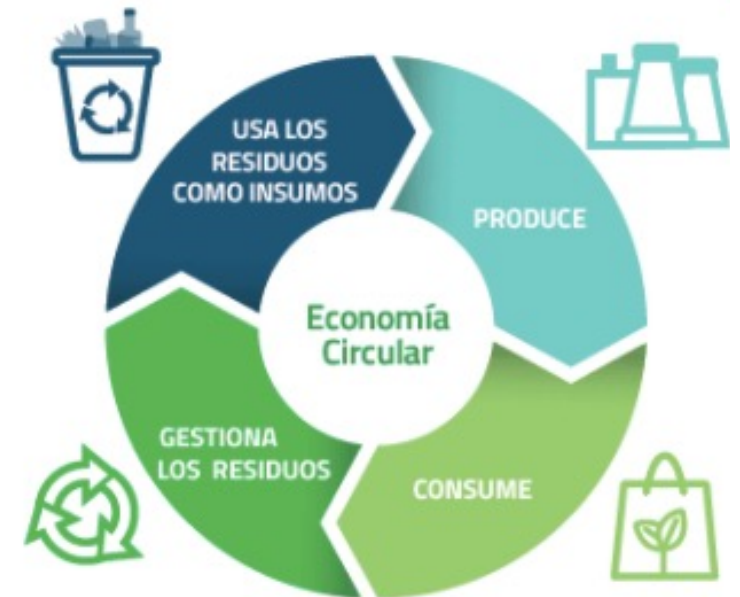 USA LOS
RESIDUOS
COMO INSUMOS
PRODUCE
Economía
Circular
GESTIONA
LOS RESIDUOS
CONSUME